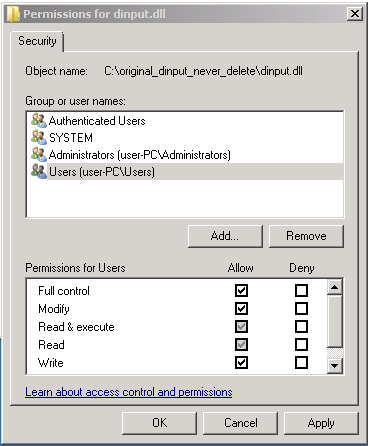 Permissions for dinput.dll
Security
Object name: C:\original_dinput_never_delete\dinput.dll
Group or user names:
Authenticated Users
SYSTEM
Administrators (user-PC\Administrators)
Users (user-PC\Users)
Add... Remove
Permissions for Users Allow Deny
Full control
Modify
Read & execute
Read
Write
Learn about access control and permissions
OK Cancel Apply